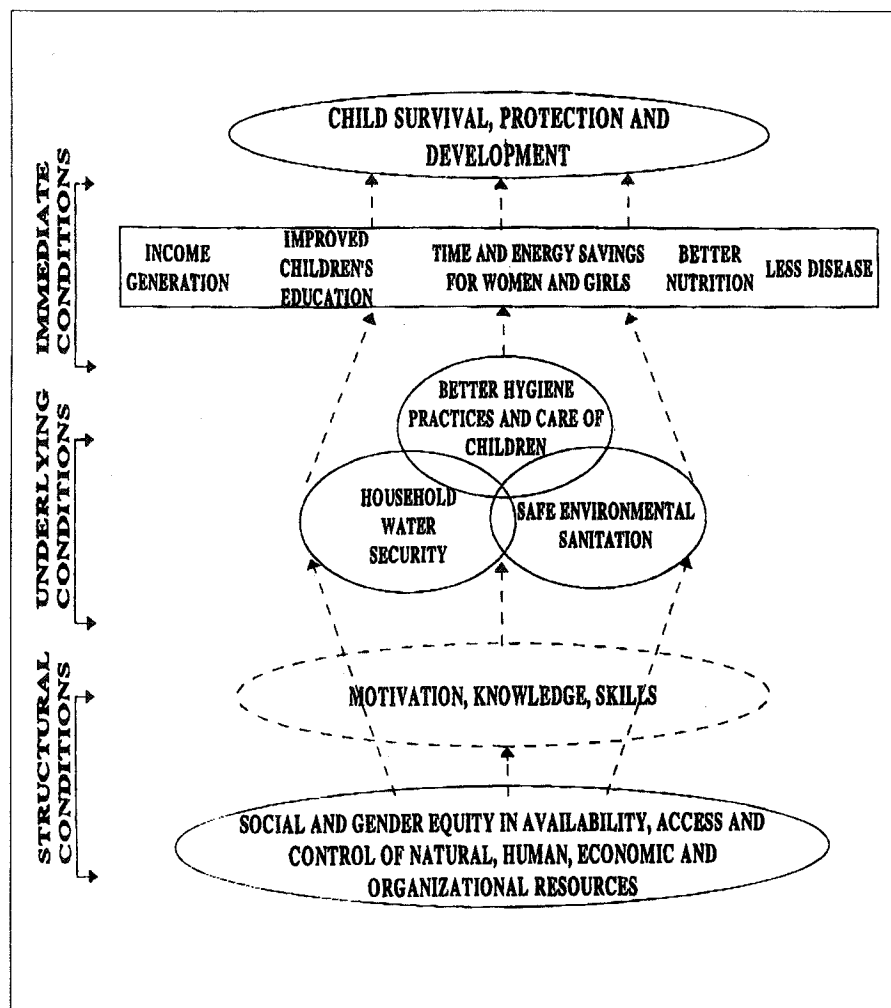 CHILD SURVIVAL, PROTECTION AND
DEVELOPMENT
IMMEDIATE
CONDITIONS
INCOME
GENERATION
IMPROVED
CHILDREN'S
EDUCATION
TIME AND ENERGY SAVINGS
FOR WOMEN AND GIRLS
BETTER
NUTRITION
LESS DISEASE
UNDERLYING
CONDITIONS
BETTER HYGIENE
PRACTICES AND CARE OF
CHILDREN
HOUSEHOLD
WATER
SECURITY
SAFE ENVIRONMENTAL
SANITATION
STRUCTURAL
CONDITIONS
MOTIVATION, KNOWLEDGE, SKILLS
SOCIAL AND GENDER EQUITY IN AVAILABILITY, ACCESS AND
CONTROL OF NATURAL, HUMAN, ECONOMIC AND
ORGANIZATIONAL RESOURCES